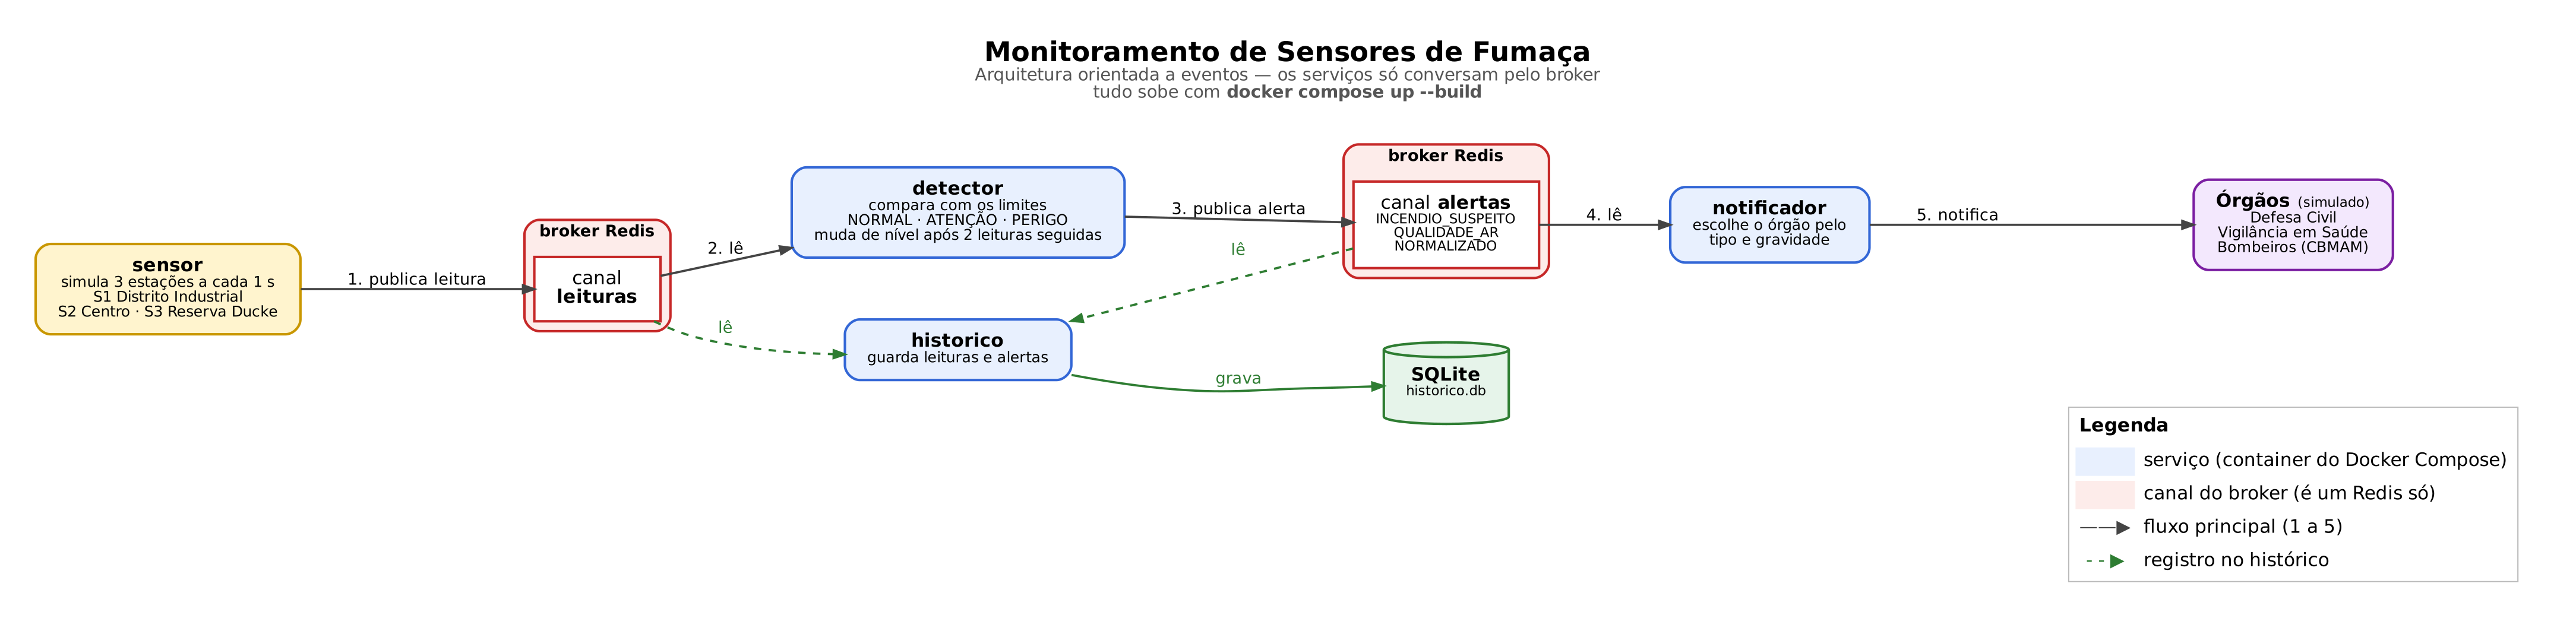 Monitoramento de Sensores de Fumaça
Arquitetura orientada a eventos — os serviços só conversam pelo broker
tudo sobe com docker compose up --build
sensor
simula 3 estações a cada 1 s
S1 Distrito Industrial
S2 Centro · S3 Reserva Ducke
1. publica leitura
broker Redis
canal
leituras
2. lê
lê
detector
compara com os limites
NORMAL · ATENÇÃO · PERIGO
muda de nível após 2 leituras seguidas
historico
guarda leituras e alertas
3. publica alerta
lê
grava
broker Redis
canal alertas
INCENDIO_SUSPEITO
QUALIDADE_AR
NORMALIZADO
SQLite
historico.db
4. lê
notificador
escolhe o órgão pelo
tipo e gravidade
5. notifica
Órgãos (simulado)
Defesa Civil
Vigilância em Saúde
Bombeiros (CBMAM)
Legenda
serviço (container do Docker Compose)
canal do broker (é um Redis só)
fluxo principal (1 a 5)
registro no histórico